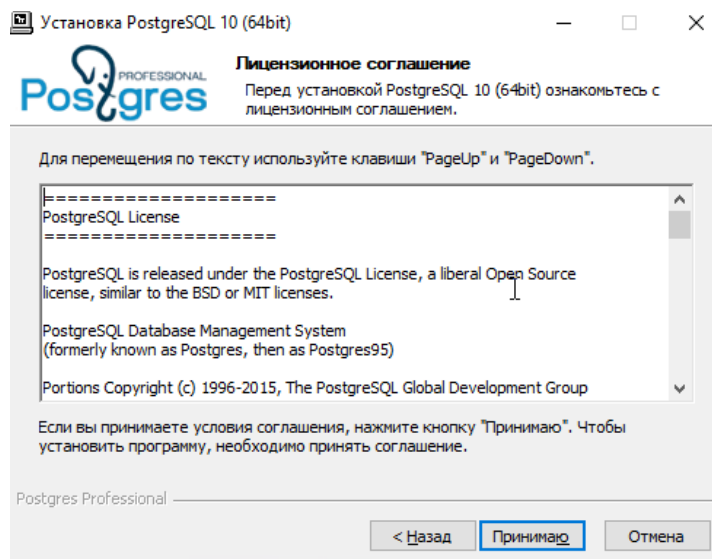 Установка PostgreSQL 10 (64bit)
PROFESSIONAL
Postgres
Лицензионное соглашение
Перед установкой PostgreSQL 10 (64bit) ознакомьтесь с
лицензионным соглашением.
Для перемещения по тексту используйте клавиши "PageUp" и "PageDown".
=====================
PostgreSQL License
=====================
PostgreSQL is released under the PostgreSQL License, a liberal Open Source
license, similar to the BSD or MIT licenses.
PostgreSQL Database Management System
(formerly known as Postgres, then as Postgres95)
Portions Copyright (c) 1996-2015, The PostgreSQL Global Development Group
Если вы принимаете условия соглашения, нажмите кнопку "Принимаю". Чтобы
установить программу, необходимо принять соглашение.
Postgres Professional
< Назад
Принимаю
Отмена